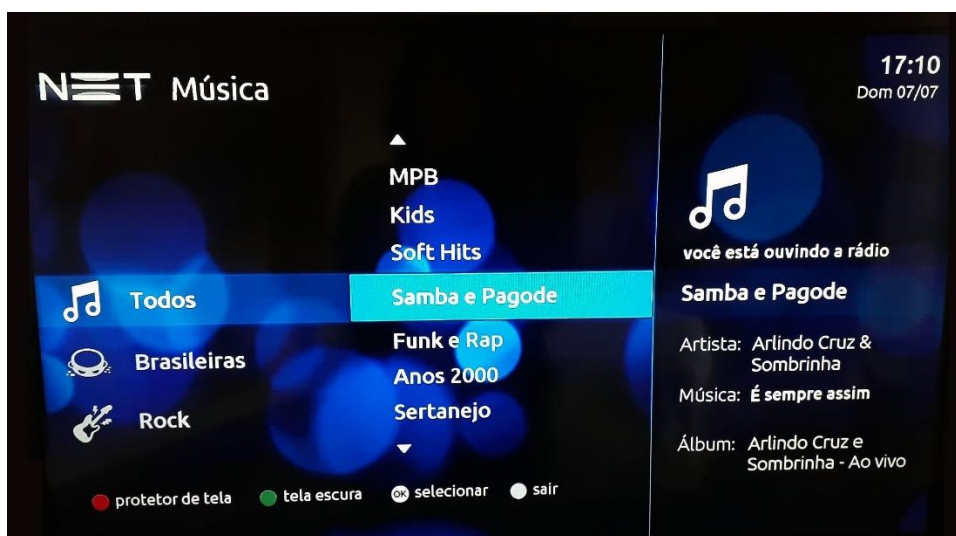 NET Música
17:10
Dom 07/07
MPB
Kids
Soft Hits
Samba e Pagode
Funk e Rap
Anos 2000
Sertanejo
Todos
Brasileiras
Rock
você está ouvindo a rádio
Samba e Pagode
Artista: Arlindo Cruz &
Sombrinha
Música: É sempre assim
Álbum: Arlindo Cruz e
Sombrinha - Ao vivo
protetor de tela
tela escura
OK selecionar
sair